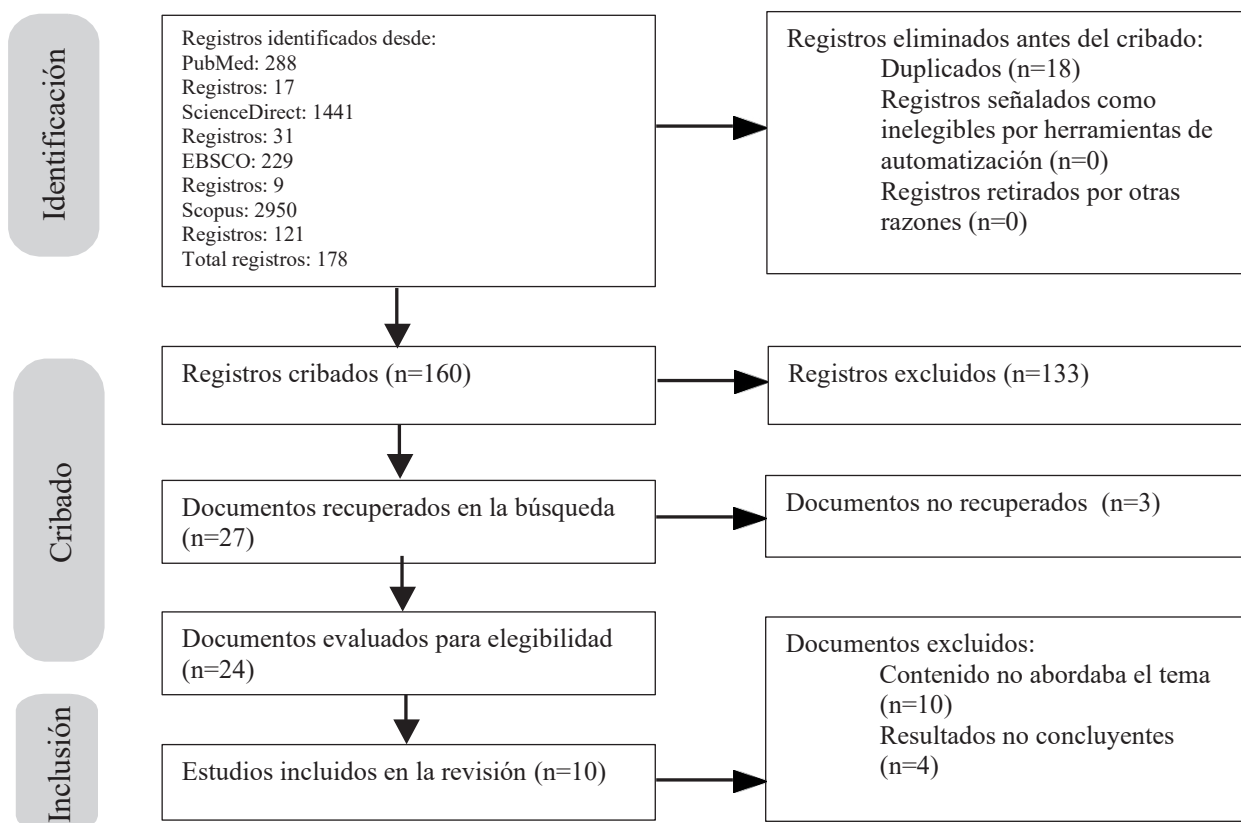 Identificación
Registros identificados desde:
PubMed: 288
Registros: 17
ScienceDirect: 1441
Registros: 31
EBSCO: 229
Registros: 9
Scopus: 2950
Registros: 121
Total registros: 178
Registros eliminados antes del cribado:
Duplicados (n=18)
Registros señalados como
inelegibles por herramientas de
automatización (n=0)
Registros retirados por otras
razones (n=0)
Cribado
Registros cribados (n=160)
Registros excluidos (n=133)
Documentos recuperados en la búsqueda
(n=27)
Documentos no recuperados (n=3)
Documentos evaluados para elegibilidad
(n=24)
Documentos excluidos:
Contenido no abordaba el tema
(n=10)
Resultados no concluyentes
(n=4)
Inclusión
Estudios incluidos en la revisión (n=10)